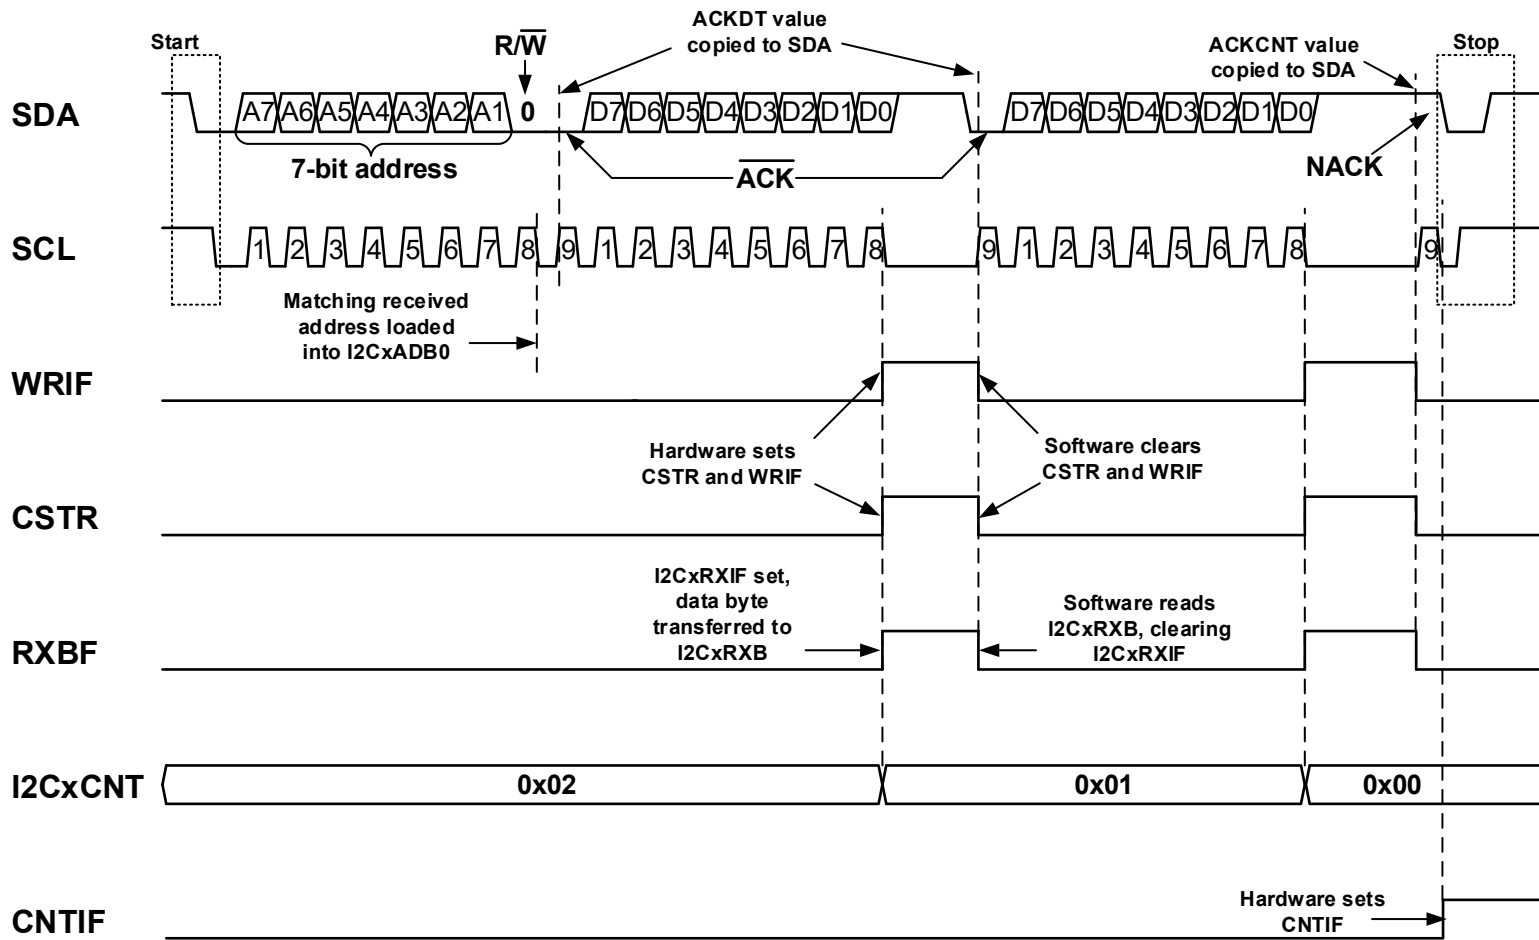 ACKDT value
copied to SDA
Start
R/W
ACKCNT value
copied to SDA
Stop
SDA
A7 A6 A5 A4 A3 A2 A1 0 D7 D6 D5 D4 D3 D2 D1 D0 D7 D6 D5 D4 D3 D2 D1 D0
7-bit address
ACK
NACK
SCL
1 2 3 4 5 6 7 8 9 1 2 3 4 5 6 7 8 9 1 2 3 4 5 6 7 8 9
Matching received
address loaded
into I2CxADB0
WRIF
Hardware sets
CSTR and WRIF
Software clears
CSTR and WRIF
CSTR
I2CxRXIF set,
data byte
transferred to
I2CxRXB
Software reads
I2CxRXB, clearing
I2CxRXIF
RXBF
I2CxCNT
0x02 0x01 0x00
Hardware sets
CNTIF
CNTIF